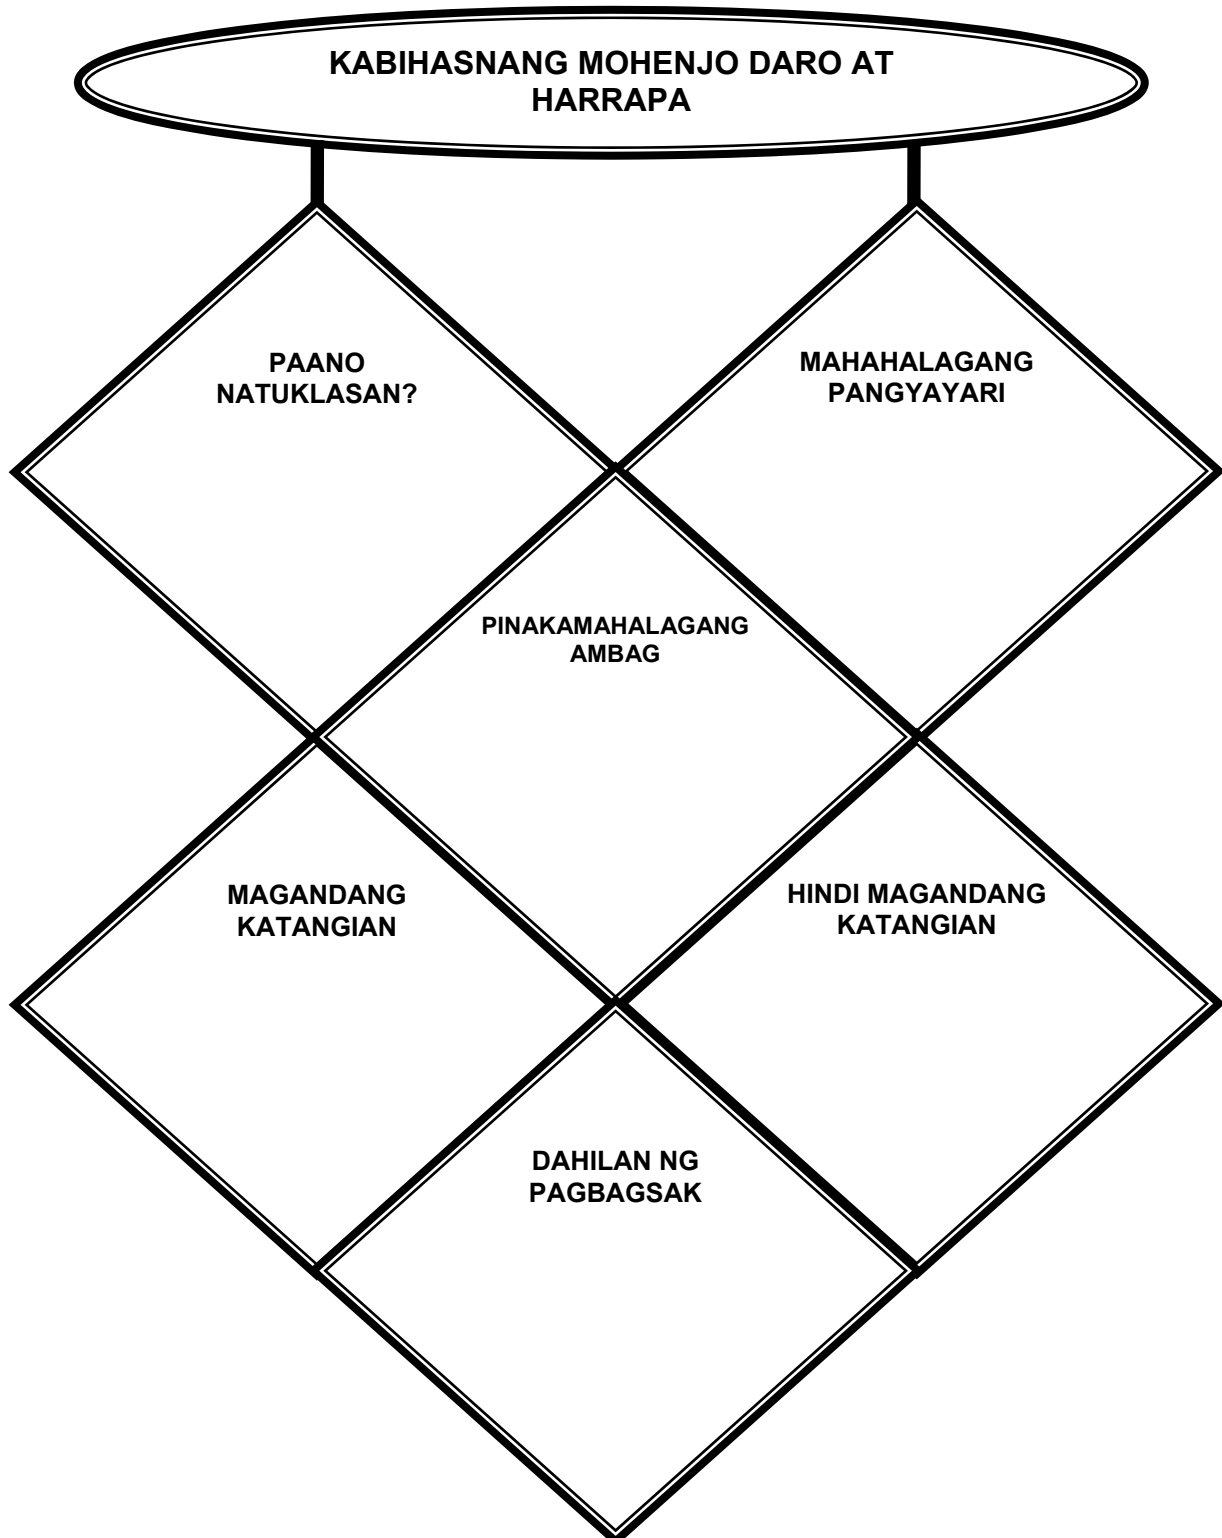 KABIHASNANG MOHENJO DARO AT
HARRAPA
PAANO
NATUKLASAN?
MAHAHALAGANG
PANGYAYARI
PINAKAMAHALAGANG
AMBAG
MAGANDANG
KATANGIAN
HINDI MAGANDANG
KATANGIAN
DAHILAN NG
PAGBAGSAK